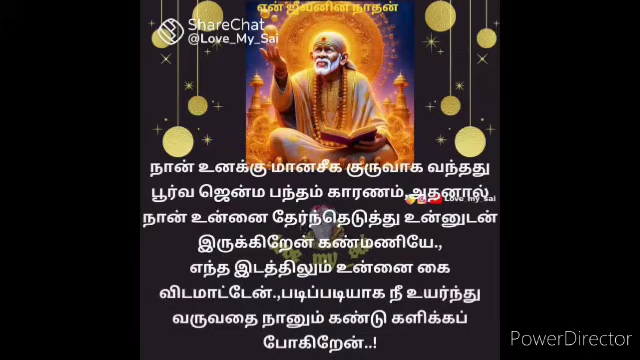 என் ஜீவனின் நாதன்
ShareChat
@Love_My_Sai
நான் உனக்கு மானசீக குருவாக வந்தது
பூர்வ ஜென்ம பந்தம் காரணம்,அதனால்
Love my sai
நான் உன்னை தேர்ந்தெடுத்து உன்னுடன்
இருக்கிறேன் கண்மணியே.,
எந்த இடத்திலும் உன்னை கை
விடமாட்டேன்.,படிப்படியாக நீ உயர்ந்து
வருவதை நானும் கண்டு களிக்கப்
போகிறேன்..!
PowerDirector